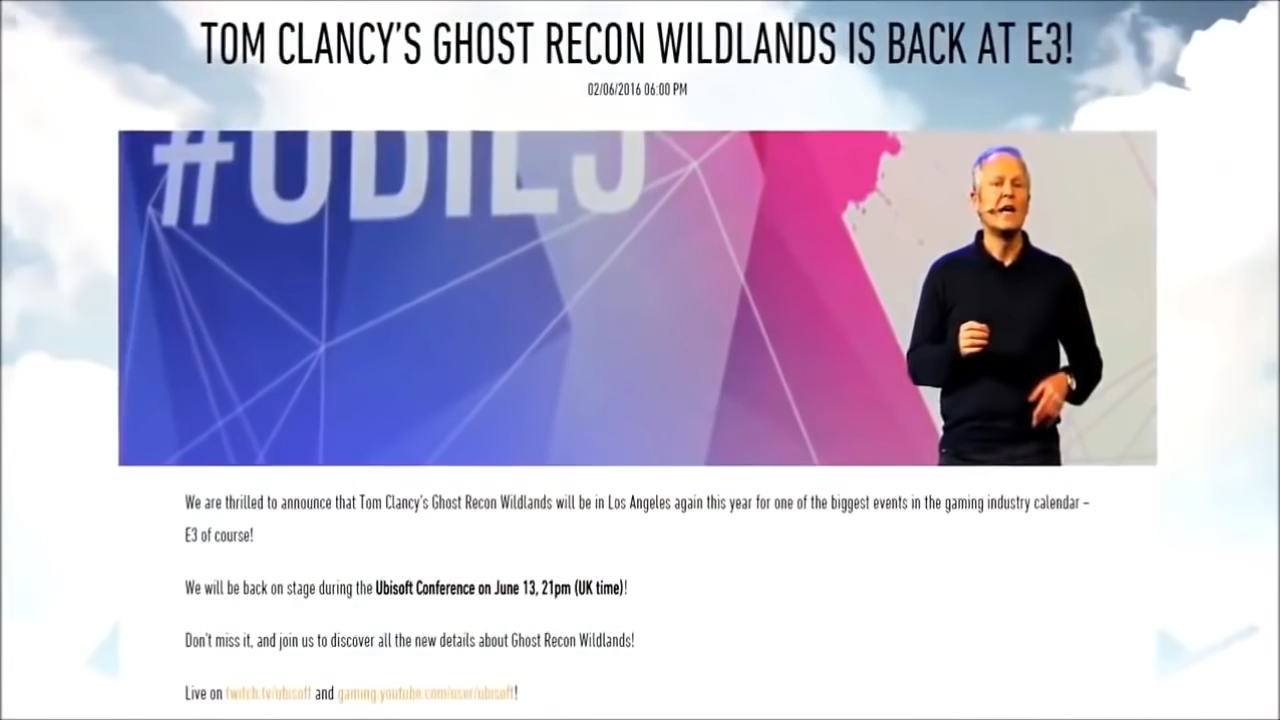 TOM CLANCY'S GHOST RECON WILDLANDS IS BACK AT E3!
02/06/2016 06:00 PM
#UBIE3
We are thrilled to announce that Tom Clancy's Ghost Recon Wildlands will be in Los Angeles again this year for one of the biggest events in the gaming industry calendar –
E3 of course!
We will be back on stage during the Ubisoft Conference on June 13, 21pm (UK time)!
Don't miss it, and join us to discover all the new details about Ghost Recon Wildlands!
Live on twitch.tv/ubisoft and gaming.youtube.com/user/ubisoft!